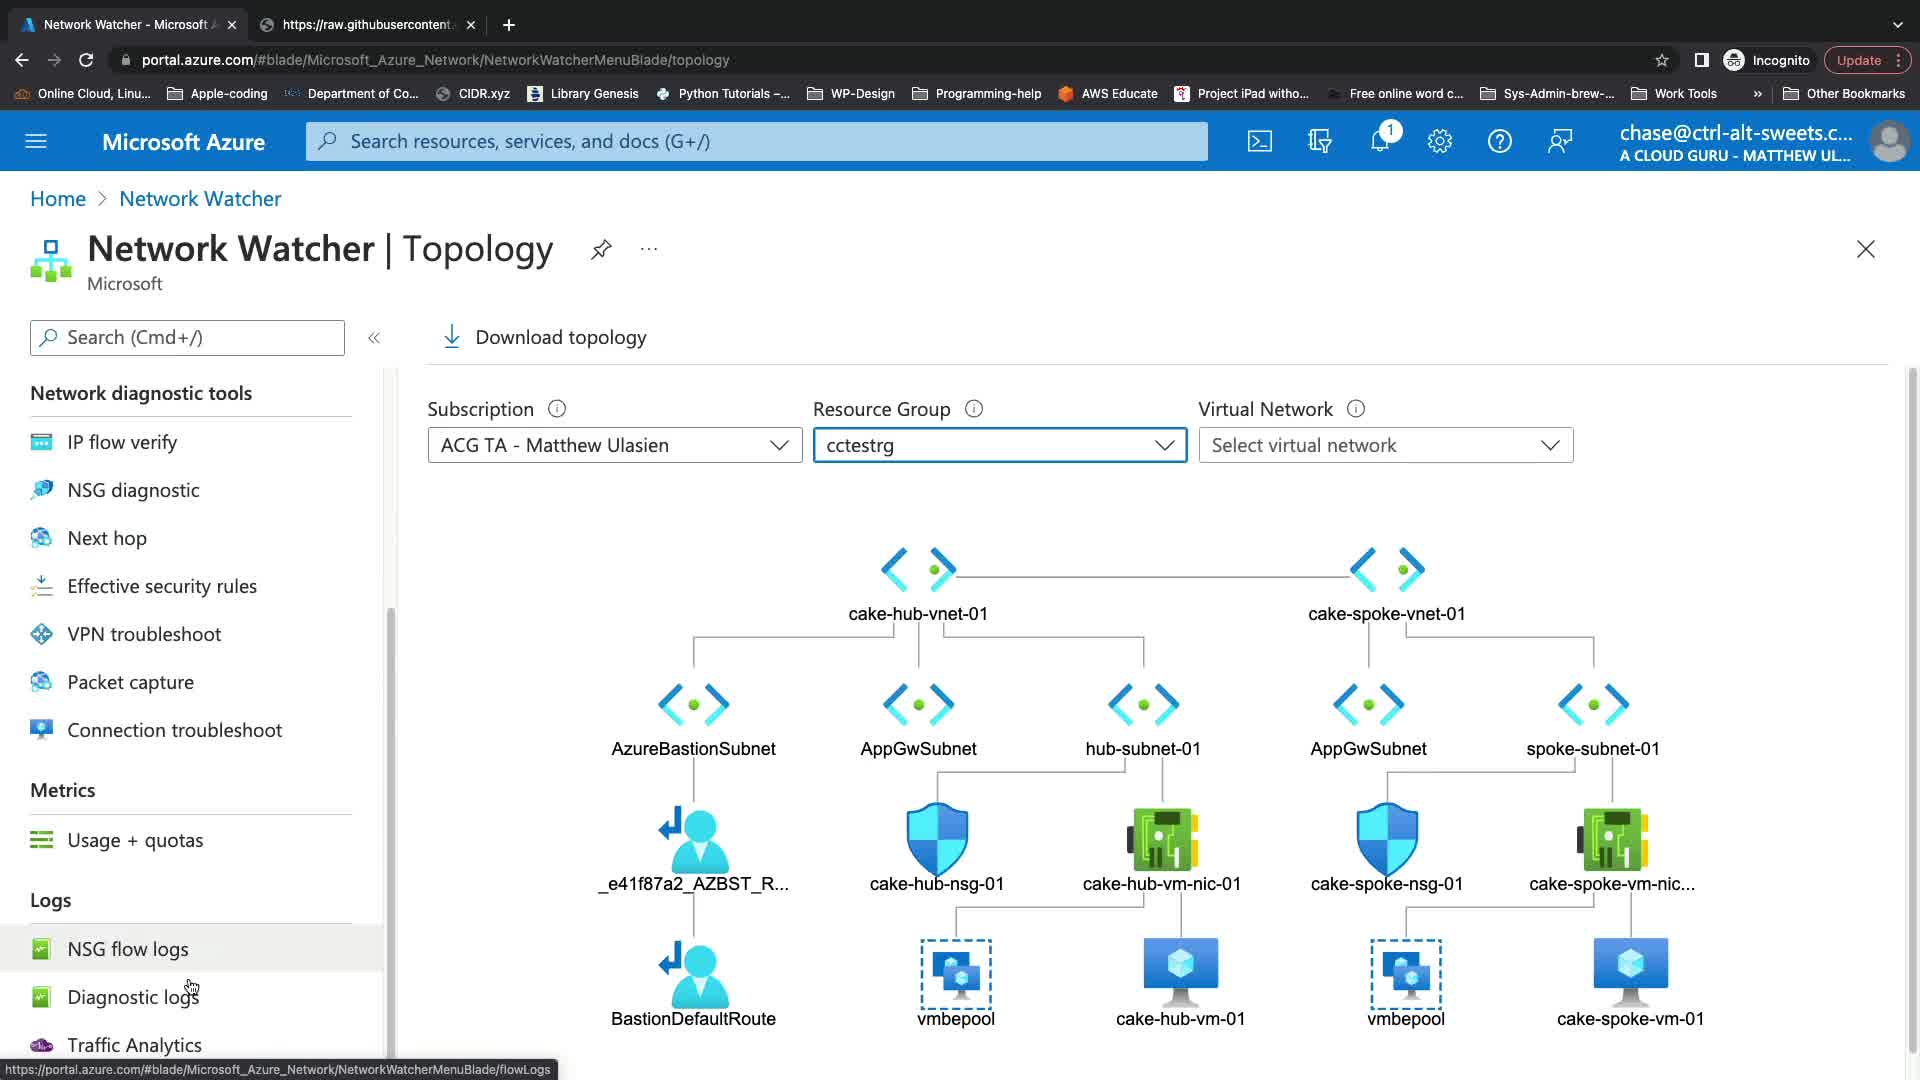 Network Watcher - Microsoft A
https://raw.githubusercontent.
portal.azure.com/#blade/Microsoft_Azure_Network/NetworkWatcherMenuBlade/topology
Incognito
Update
Online Cloud, Linu...
Apple-coding
Department of Co...
CIDR.xyz
Library Genesis
Python Tutorials –...
WP-Design
Programming-help
AWS Educate
Project iPad witho...
Free online word c...
Sys-Admin-brew-...
Work Tools
»
Other Bookmarks
Microsoft Azure
Search resources, services, and docs (G+/)
1
chase@ctrl-alt-sweets.c...
A CLOUD GURU - MATTHEW UL...
Home > Network Watcher
Network Watcher | Topology
...
Microsoft
Search (Cmd+/)
«
Download topology
Network diagnostic tools
IP flow verify
NSG diagnostic
Next hop
Effective security rules
VPN troubleshoot
Packet capture
Connection troubleshoot
Metrics
Usage + quotas
Logs
NSG flow logs
Diagnostic logs
Traffic Analytics
Subscription
Resource Group
Virtual Network
ACG TA - Matthew Ulasien
cctestrg
Select virtual network
cake-hub-vnet-01
cake-spoke-vnet-01
AzureBastionSubnet
AppGwSubnet
hub-subnet-01
AppGwSubnet
spoke-subnet-01
_e41f87a2_AZBST_R...
cake-hub-nsg-01
cake-hub-vm-nic-01
cake-spoke-nsg-01
cake-spoke-vm-nic...
BastionDefaultRoute
vmbepool
cake-hub-vm-01
vmbepool
cake-spoke-vm-01
https://portal.azure.com/#blade/Microsoft_Azure_Network/NetworkWatcherMenuBlade/flowLogs